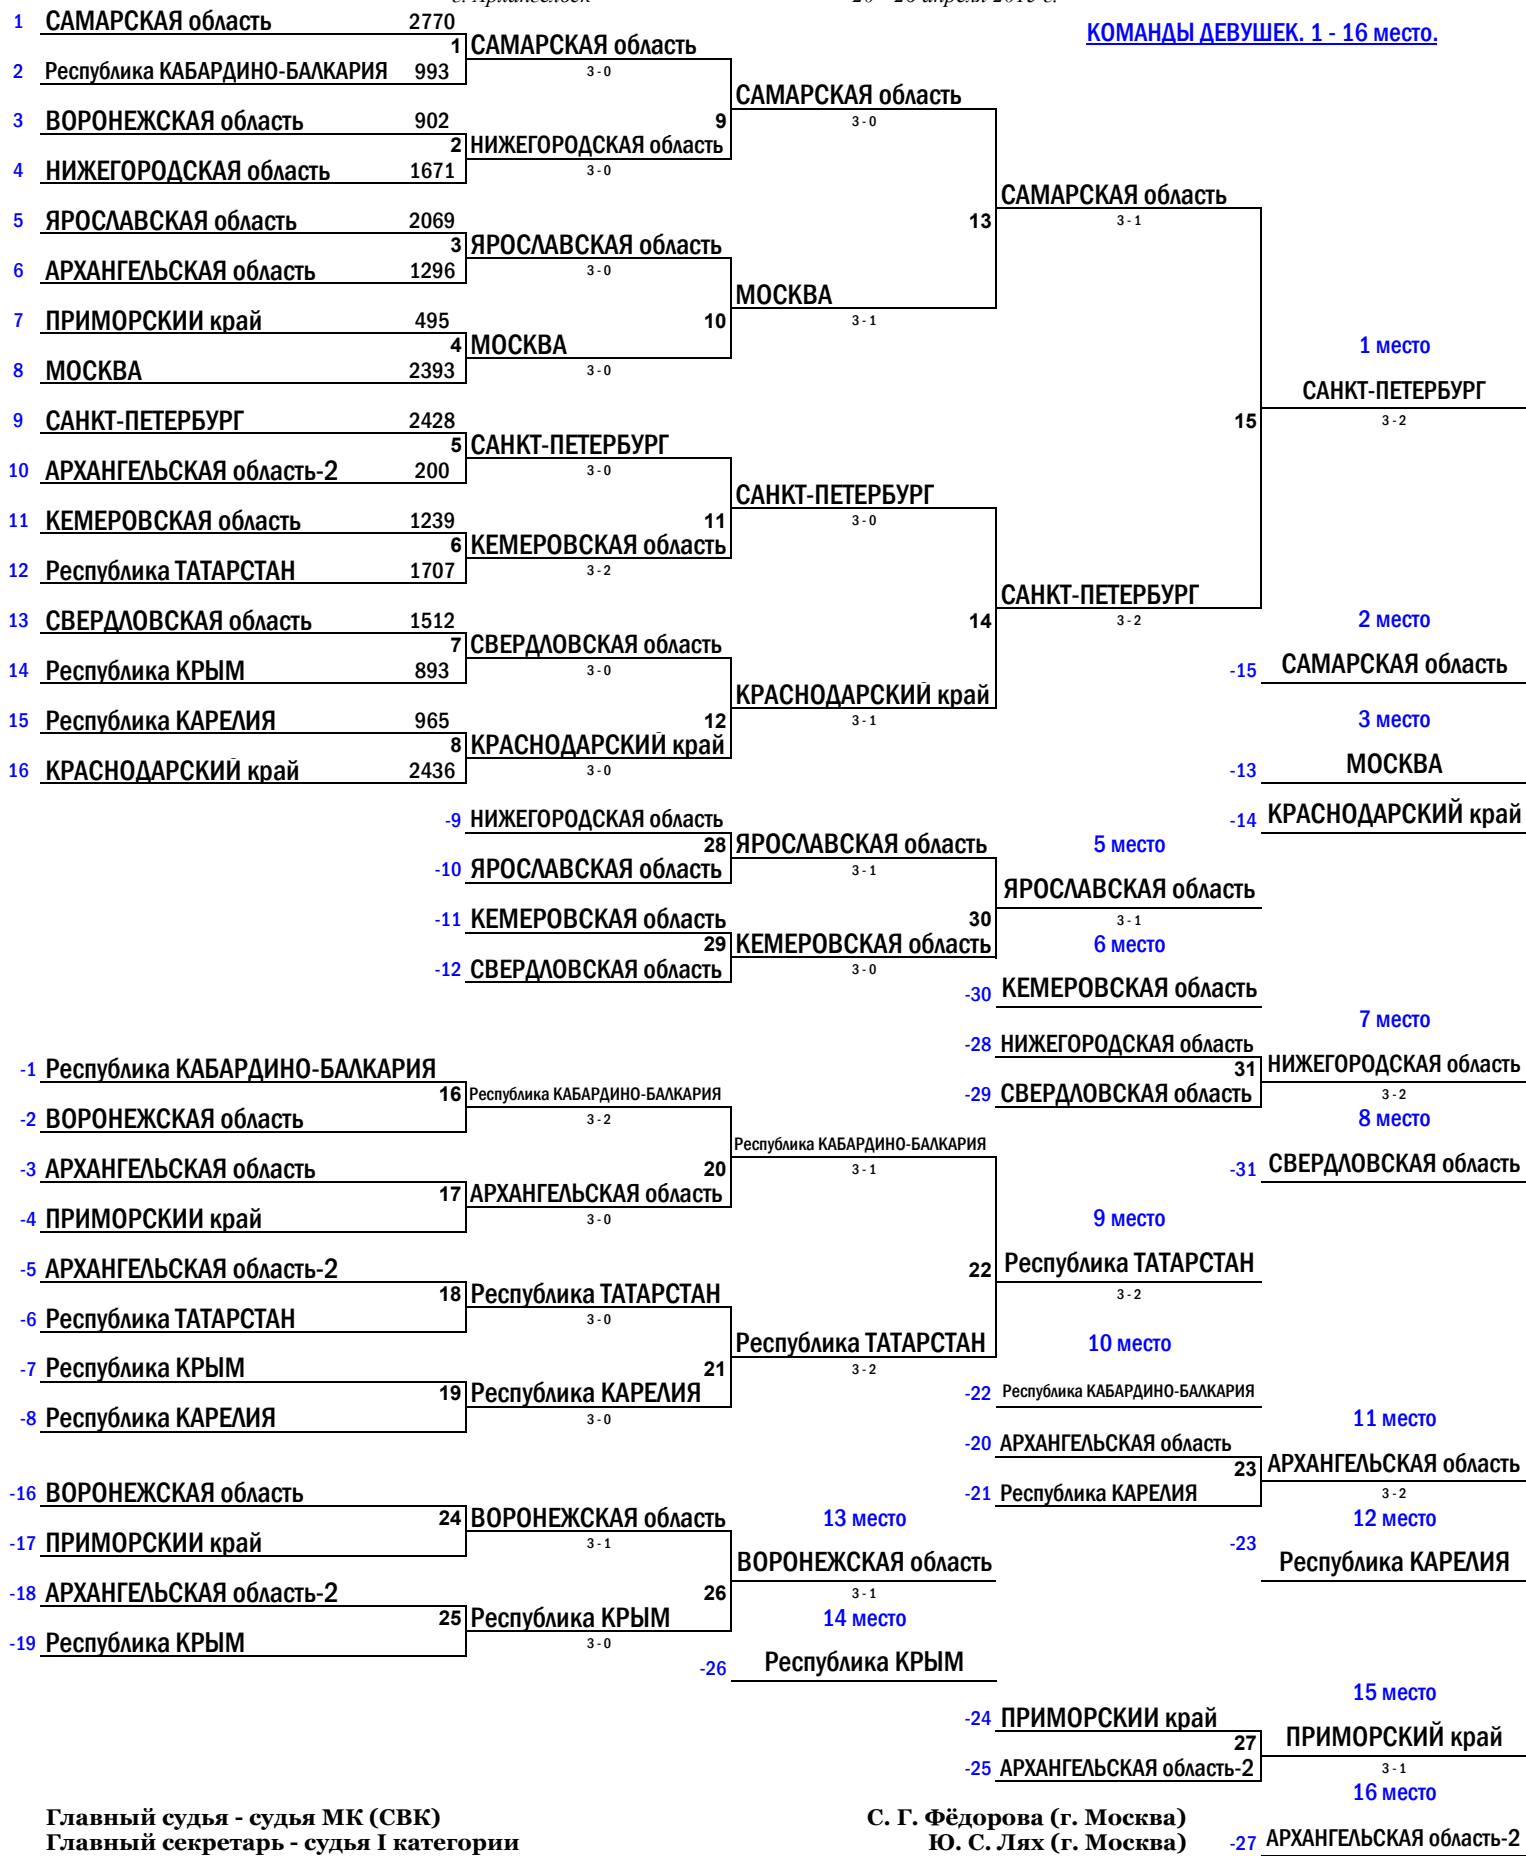 КОМАНДЫ ДЕВУШЕК. 1 - 16 место.
1 САМАРСКАЯ область 2770
1 САМАРСКАЯ область
3 - 0
2 Республика КАБАРДИНО-БАЛКАРИЯ 993
САМАРСКАЯ область
9
3 - 0
3 ВОРОНЕЖСКАЯ область 902
2 НИЖЕГОРОДСКАЯ область
3 - 0
4 НИЖЕГОРОДСКАЯ область 1671
САМАРСКАЯ область
13
3 - 1
5 ЯРОСЛАВСКАЯ область 2069
3 ЯРОСЛАВСКАЯ область
3 - 0
6 АРХАНГЕЛЬСКАЯ область 1296
МОСКВА
10
3 - 1
7 ПРИМОРСКИИ край 495
4 МОСКВА
3 - 0
8 МОСКВА 2393
1 место
САНКТ-ПЕТЕРБУРГ
15
3 - 2
9 САНКТ-ПЕТЕРБУРГ 2428
5 САНКТ-ПЕТЕРБУРГ
3 - 0
10 АРХАНГЕЛЬСКАЯ область-2 200
САНКТ-ПЕТЕРБУРГ
11
3 - 0
11 КЕМЕРОВСКАЯ область 1239
6 КЕМЕРОВСКАЯ область
3 - 2
12 Республика ТАТАРСТАН 1707
САНКТ-ПЕТЕРБУРГ
14
3 - 2
13 СВЕРДЛОВСКАЯ область 1512
7 СВЕРДЛОВСКАЯ область
3 - 0
14 Республика КРЫМ 893
2 место
-15 САМАРСКАЯ область
КРАСНОДАРСКИЙ край
12
3 - 1
15 Республика КАРЕЛИЯ 965
8 КРАСНОДАРСКИЙ край
3 - 0
16 КРАСНОДАРСКИЙ край 2436
3 место
-13 МОСКВА
-14 КРАСНОДАРСКИЙ край
-9 НИЖЕГОРОДСКАЯ область
28 ЯРОСЛАВСКАЯ область
3 - 1
-10 ЯРОСЛАВСКАЯ область
5 место
ЯРОСЛАВСКАЯ область
30
3 - 1
-11 КЕМЕРОВСКАЯ область
29 КЕМЕРОВСКАЯ область
3 - 0
-12 СВЕРДЛОВСКАЯ область
6 место
-30 КЕМЕРОВСКАЯ область
7 место
-28 НИЖЕГОРОДСКАЯ область
31 НИЖЕГОРОДСКАЯ область
3 - 2
-29 СВЕРДЛОВСКАЯ область
8 место
-31 СВЕРДЛОВСКАЯ область
-1 Республика КАБАРДИНО-БАЛКАРИЯ
16 Республика КАБАРДИНО-БАЛКАРИЯ
3 - 2
-2 ВОРОНЕЖСКАЯ область
Республика КАБАРДИНО-БАЛКАРИЯ
20
3 - 1
-3 АРХАНГЕЛЬСКАЯ область
17 АРХАНГЕЛЬСКАЯ область
3 - 0
-4 ПРИМОРСКИИ край
9 место
Республика ТАТАРСТАН
22
3 - 2
-5 АРХАНГЕЛЬСКАЯ область-2
18 Республика ТАТАРСТАН
3 - 0
-6 Республика ТАТАРСТАН
Республика ТАТАРСТАН
21
3 - 2
-7 Республика КРЫМ
19 Республика КАРЕЛИЯ
3 - 0
-8 Республика КАРЕЛИЯ
10 место
-22 Республика КАБАРДИНО-БАЛКАРИЯ
11 место
-20 АРХАНГЕЛЬСКАЯ область
23 АРХАНГЕЛЬСКАЯ область
3 - 2
-21 Республика КАРЕЛИЯ
12 место
-23
Республика КАРЕЛИЯ
-16 ВОРОНЕЖСКАЯ область
24 ВОРОНЕЖСКАЯ область
3 - 1
-17 ПРИМОРСКИИ край
13 место
ВОРОНЕЖСКАЯ область
26
3 - 1
-18 АРХАНГЕЛЬСКАЯ область-2
25 Республика КРЫМ
3 - 0
-19 Республика КРЫМ
14 место
-26 Республика КРЫМ
15 место
-24 ПРИМОРСКИИ край
27 ПРИМОРСКИЙ край
3 - 1
-25 АРХАНГЕЛЬСКАЯ область-2
16 место
-27 АРХАНГЕЛЬСКАЯ область-2
Главный судья - судья МК (СВК) С. Г. Фёдорова (г. Москва)
Главный секретарь - судья I категории Ю. С. Лях (г. Москва)